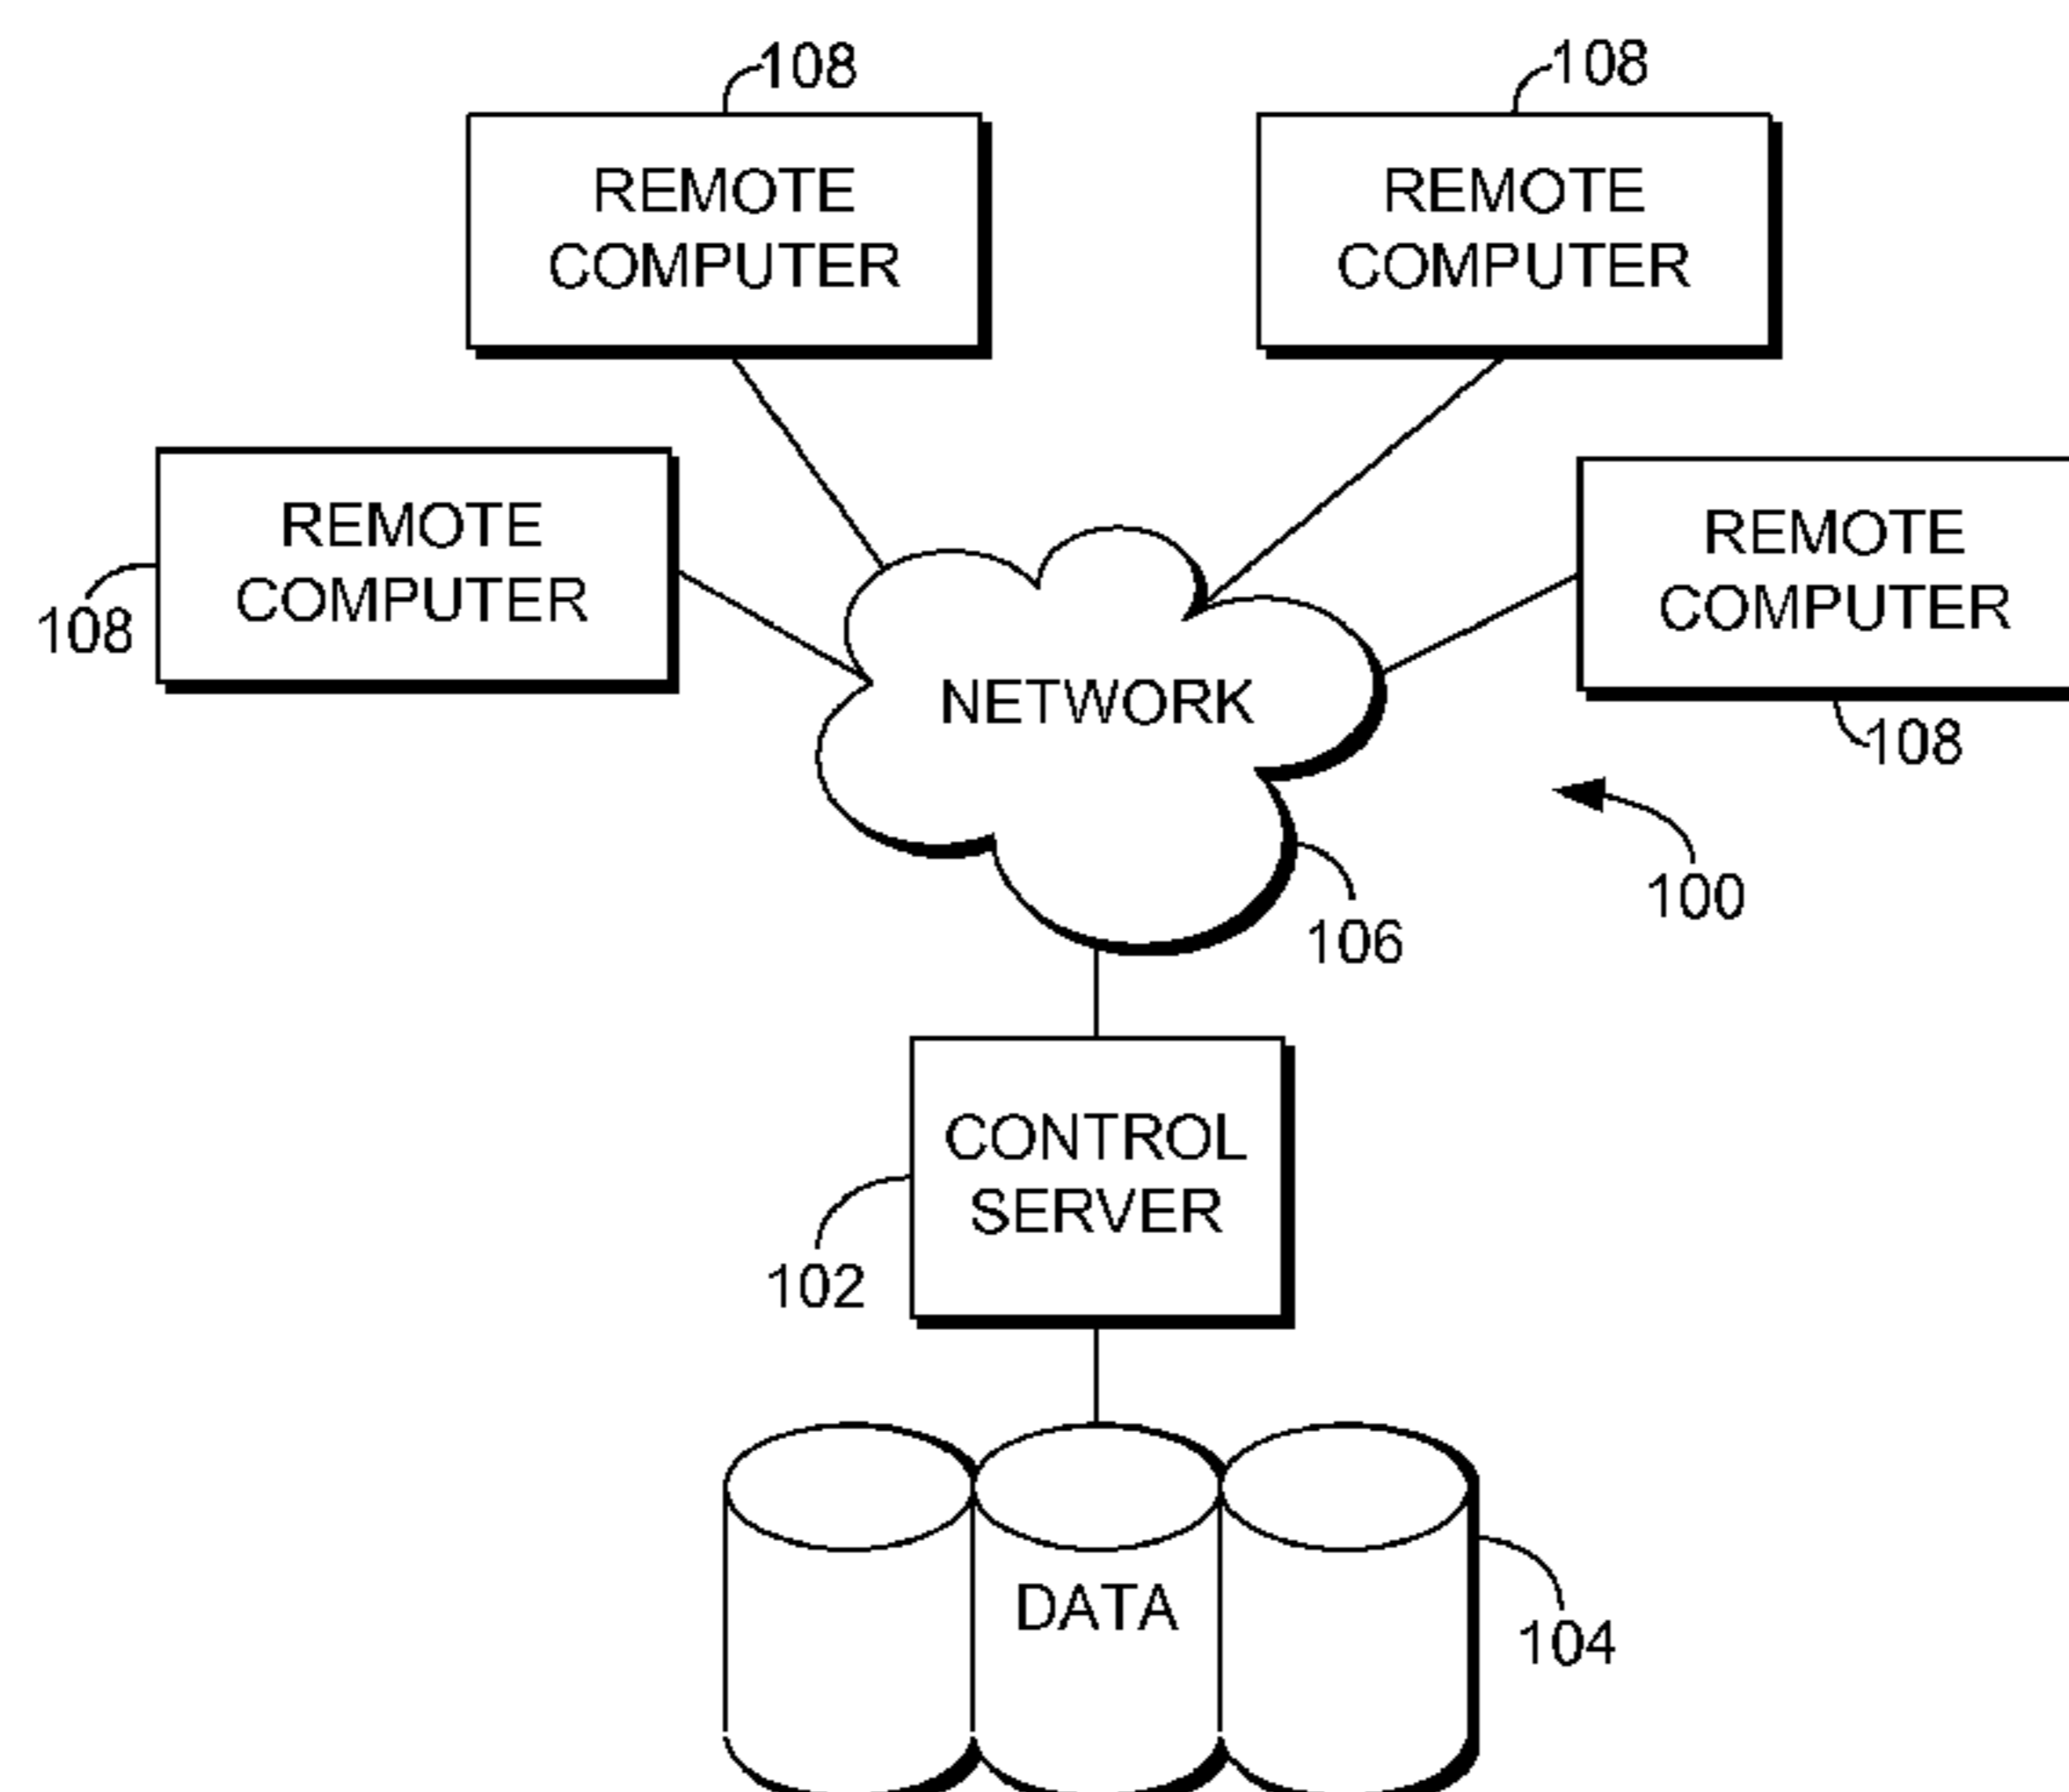 108
108
REMOTE
COMPUTER
REMOTE
COMPUTER
REMOTE
COMPUTER
108
REMOTE
COMPUTER
108
NETWORK
100
106
CONTROL
SERVER
102
DATA
104